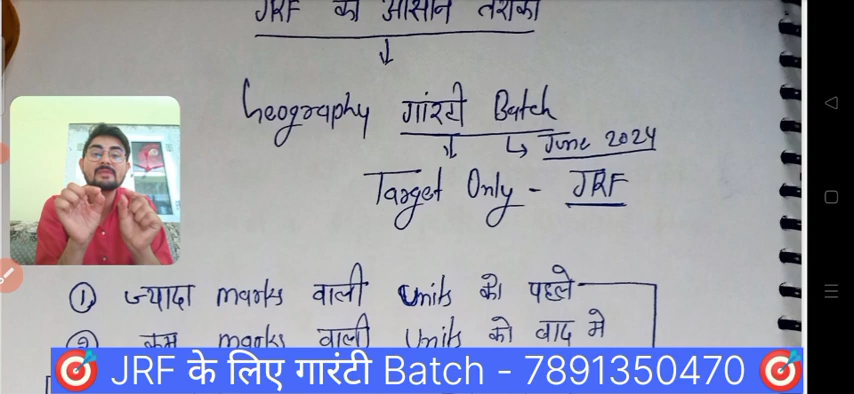 JRF का आसान तरीका
Geography गांरटी Batch
June 2024
Target Only - JRF
① ज्यादा marks वाली Units को पहले
② कम marks वाली Units को बाद मे
🎯 JRF के लिए गारंटी Batch - 7891350470 🎯